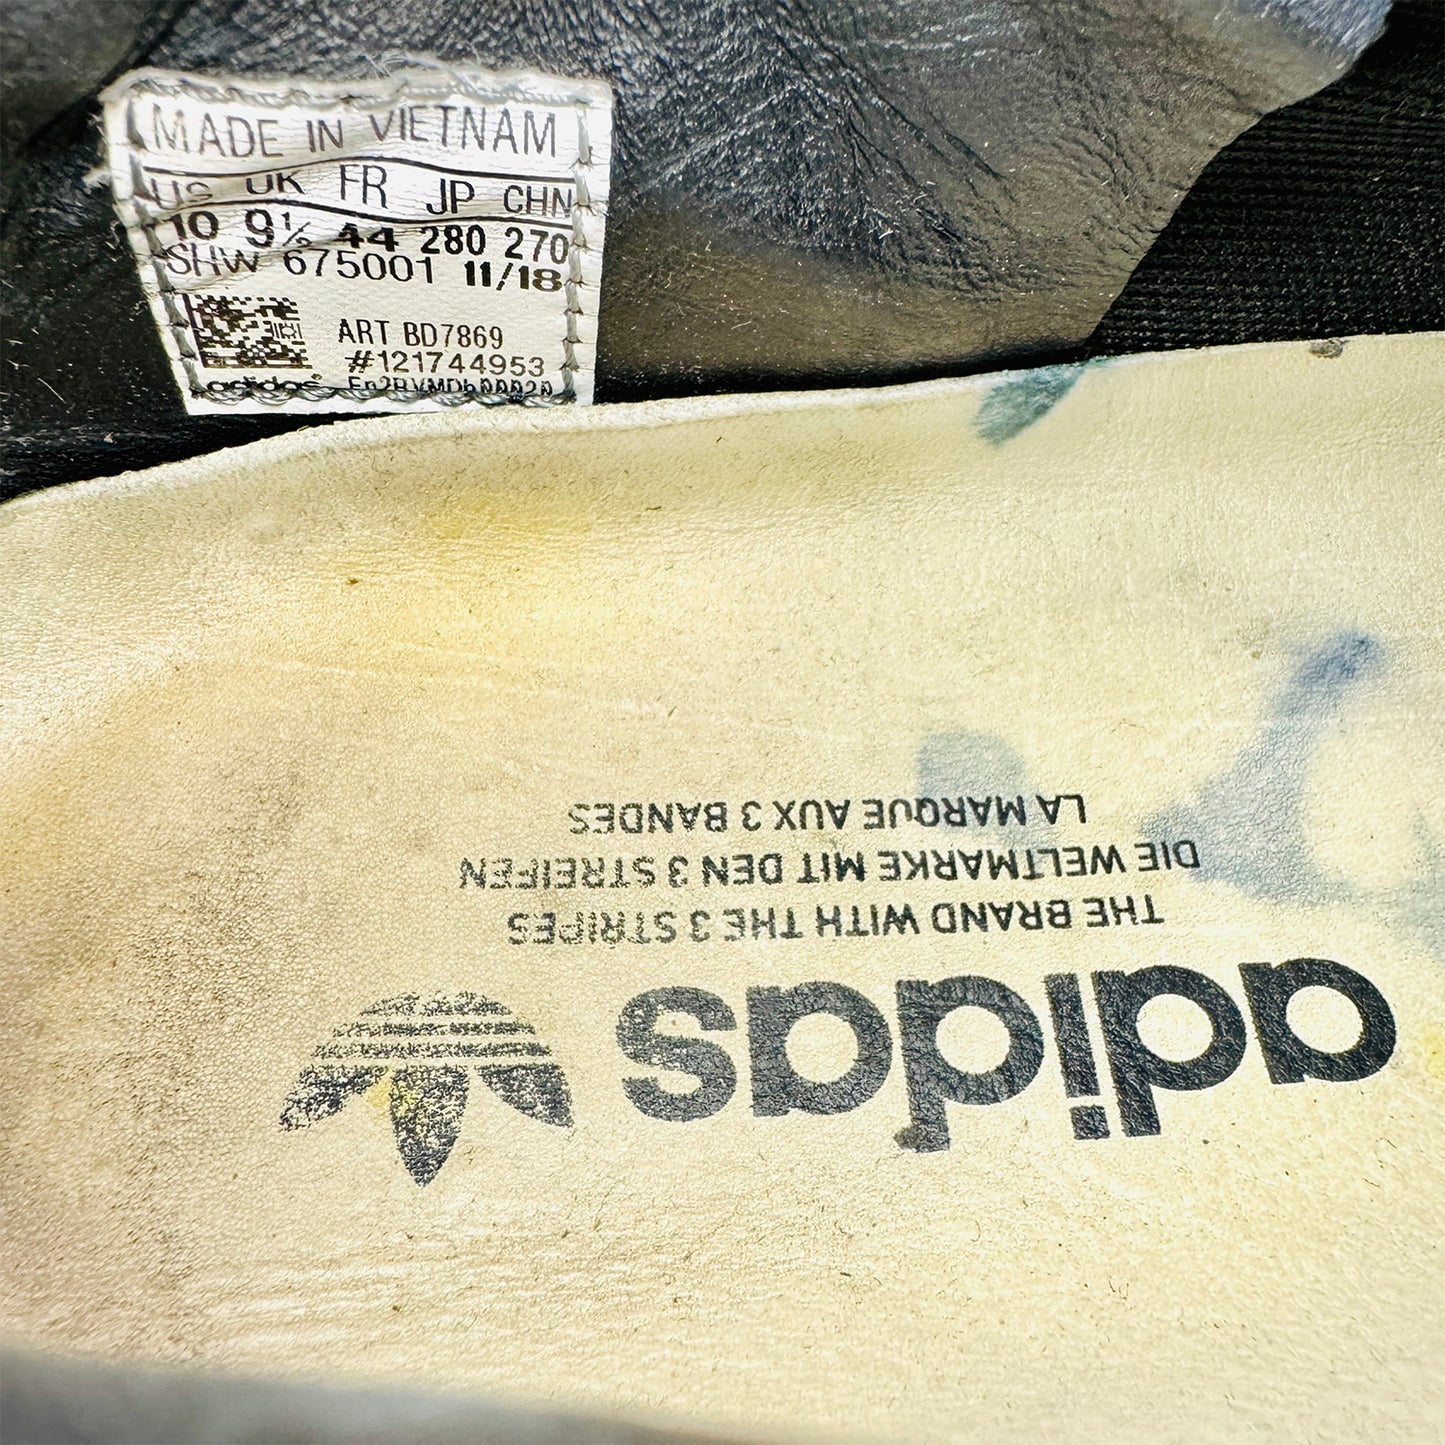 MADE IN VIETNAM
US UK FR JP CHN
10 9½ 44 280 270
SHW 675001 11/18
ART BD7869
#121744953
adidas
LA MARQUE AUX 3 BANDES
DIE WELTMARKE MIT DEN 3 STREIFEN
THE BRAND WITH THE 3 STRIPES
adidas